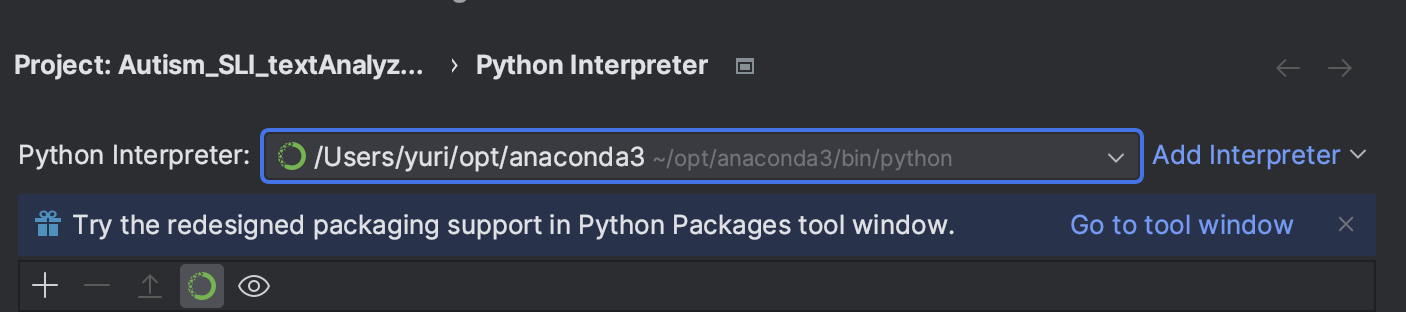 Project: Autism_SLI_textAnalyz... › Python Interpreter
Python Interpreter: /Users/yuri/opt/anaconda3 ~/opt/anaconda3/bin/python Add Interpreter
Try the redesigned packaging support in Python Packages tool window. Go to tool window